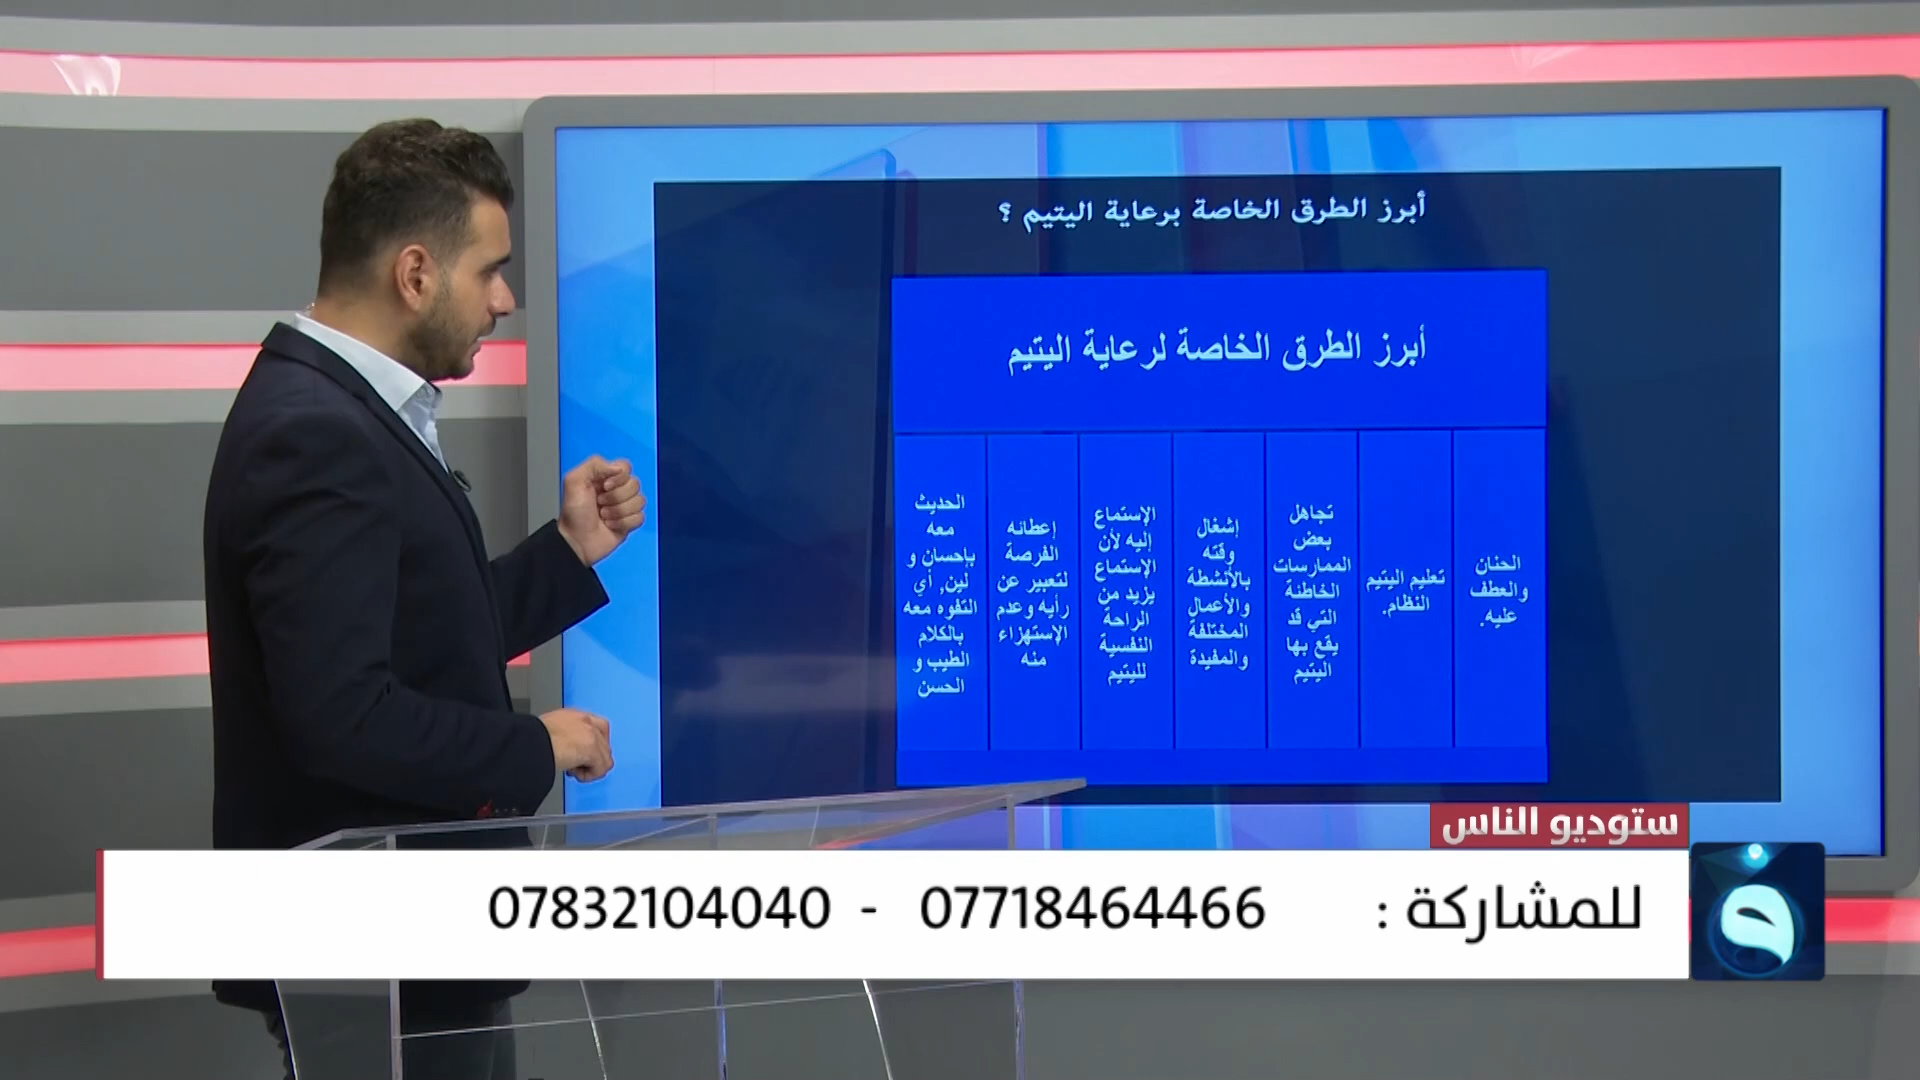 أبرز الطرق الخاصة برعاية اليتيم ؟
أبرز الطرق الخاصة لرعاية اليتيم
الحنان
والعطف
عليه.
تعليم اليتيم
النظام.
تجاهل
بعض
الممارسات
الخاطئة
التي قد
يقع بها
اليتيم
إشغال
وقته
بالأنشطة
والأعمال
المختلفة
والمفيدة
الإستماع
إليه لأن
الإستماع
يزيد من
الراحة
النفسية
لليتيم
إعطائه
الفرصة
لتعبير عن
رأيه وعدم
الإستهزاء
منه
الحديث
معه
بإحسان و
لين, أي
التفوه معه
بالكلام
الطيب و
الحسن
ستوديو الناس
للمشاركة : 07718464466 - 07832104040